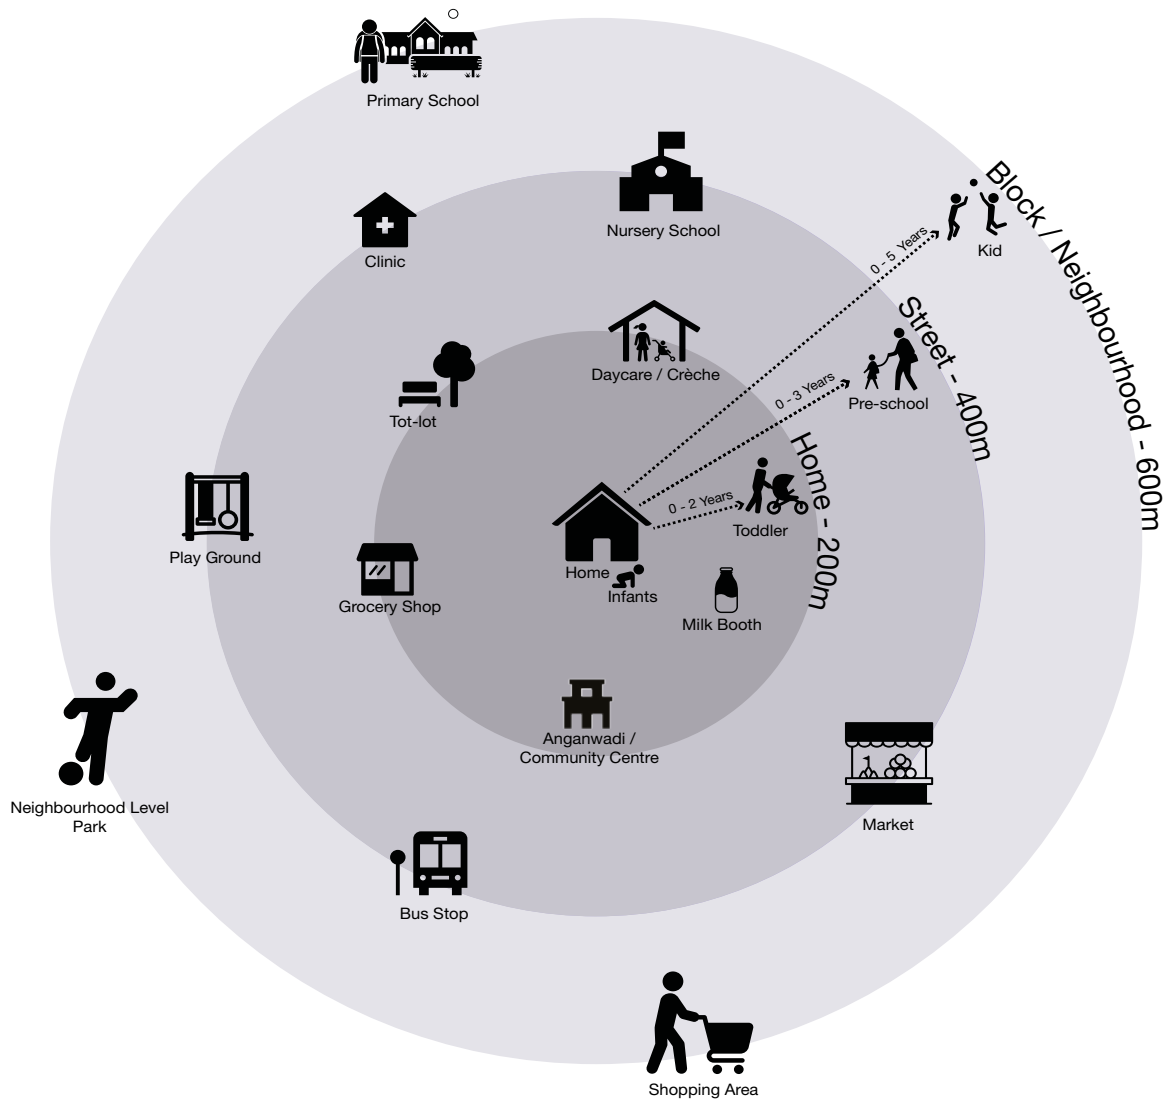 Primary School
Block / Neighbourhood - 600m
Nursery School
Clinic
Kid
0 - 5 Years
Street - 400m
Daycare / Crèche
0 - 3 Years
Pre-school
Tot-lot
Home - 200m
0 - 2 Years
Toddler
Play Ground
Home
Infants
Grocery Shop
Milk Booth
Anganwadi /
Community Centre
Neighbourhood Level
Park
Market
Bus Stop
Shopping Area